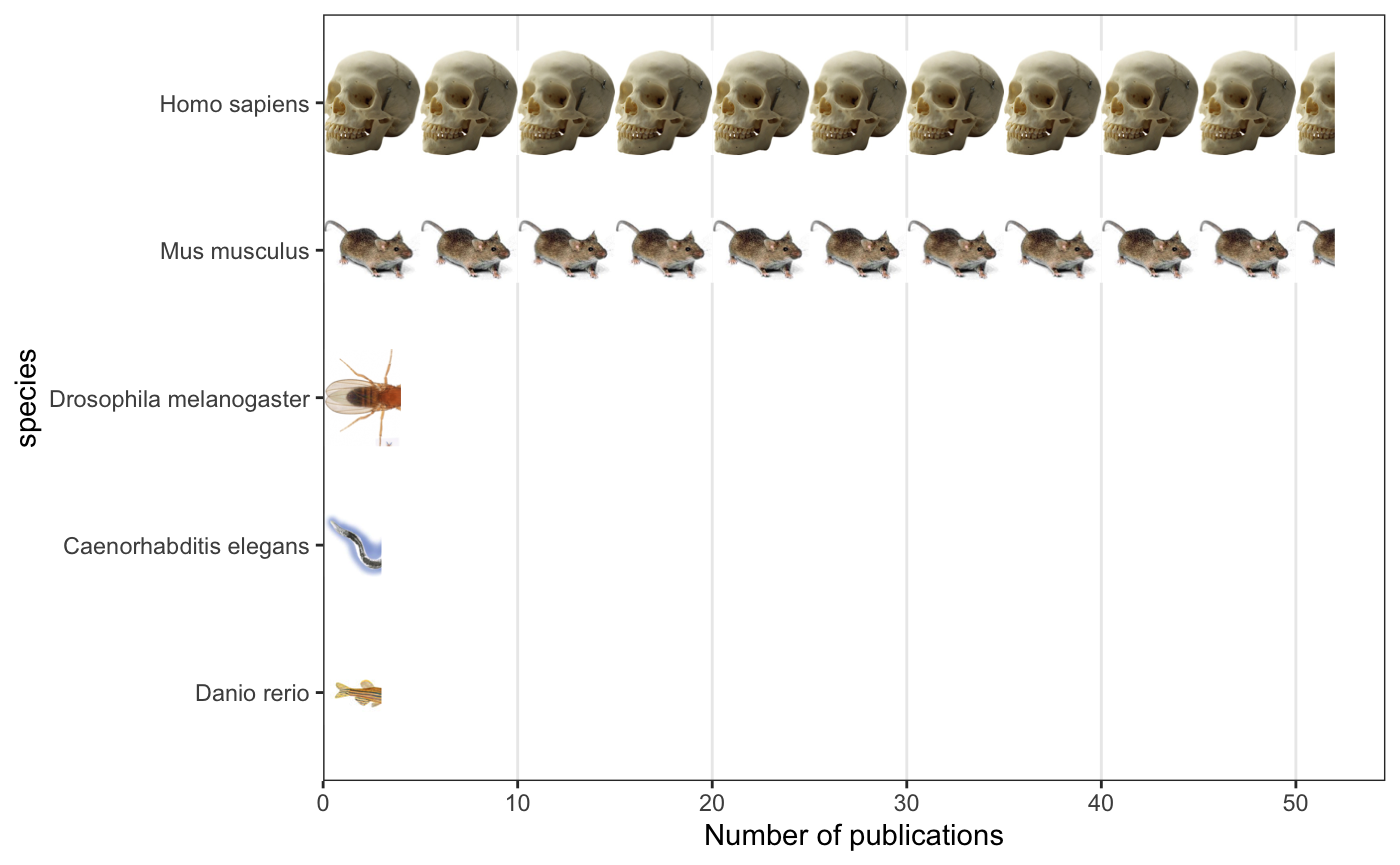 Homo sapiens
Mus musculus
Drosophila melanogaster
Caenorhabditis elegans
Danio rerio
species
0 10 20 30 40 50
Number of publications